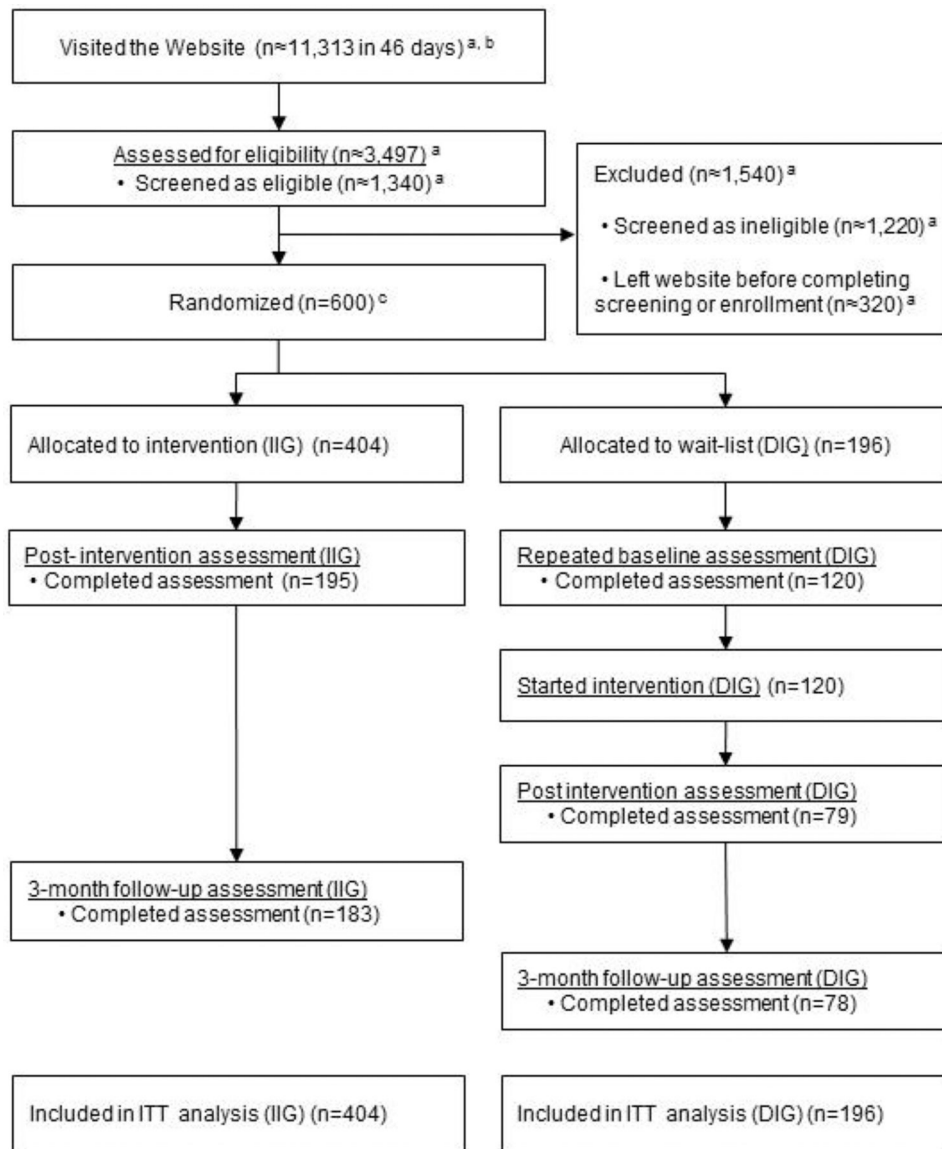 Visited the Website (n≈11,313 in 46 days) a, b
Assessed for eligibility (n≈3,497) a
• Screened as eligible (n≈1,340) a
Excluded (n≈1,540) a
• Screened as ineligible (n≈1,220) a
• Left website before completing
screening or enrollment (n≈320) a
Randomized (n=600) c
Allocated to intervention (IIG) (n=404)
Allocated to wait-list (DIG) (n=196)
Post- intervention assessment (IIG)
• Completed assessment (n=195)
Repeated baseline assessment (DIG)
• Completed assessment (n=120)
Started intervention (DIG) (n=120)
Post intervention assessment (DIG)
• Completed assessment (n=79)
3-month follow-up assessment (IIG)
• Completed assessment (n=183)
3-month follow-up assessment (DIG)
• Completed assessment (n=78)
Included in ITT analysis (IIG) (n=404)
Included in ITT analysis (DIG) (n=196)